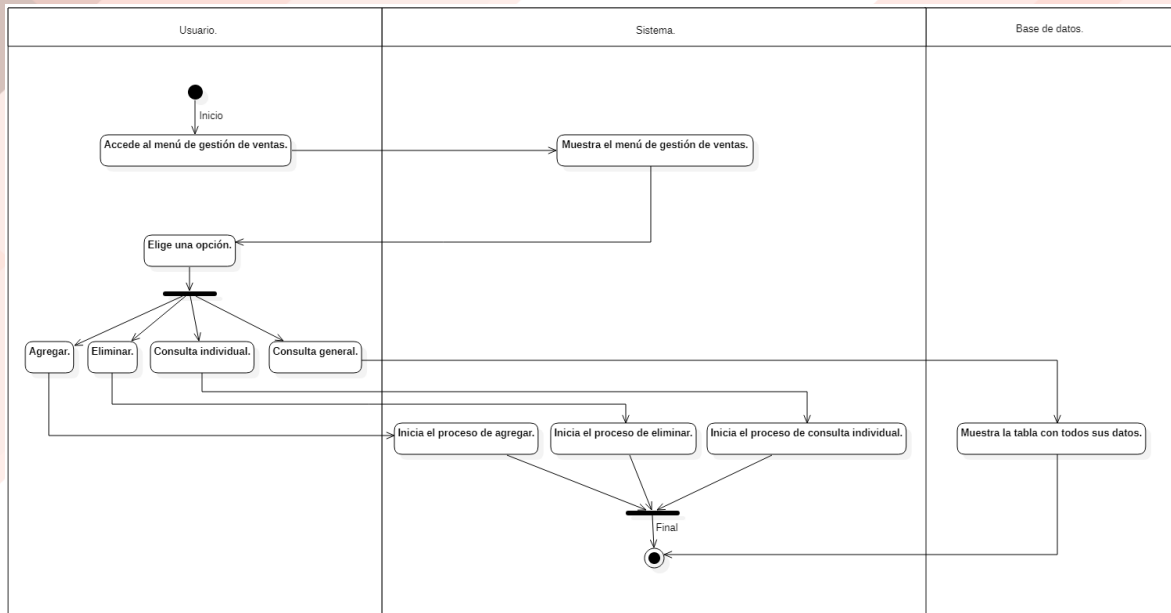 Usuario.
Sistema.
Base de datos.
Inicio
Accede al menú de gestión de ventas.
Muestra el menú de gestión de ventas.
Elige una opción.
Agregar.
Eliminar.
Consulta individual.
Consulta general.
Inicia el proceso de agregar.
Inicia el proceso de eliminar.
Inicia el proceso de consulta individual.
Muestra la tabla con todos sus datos.
Final